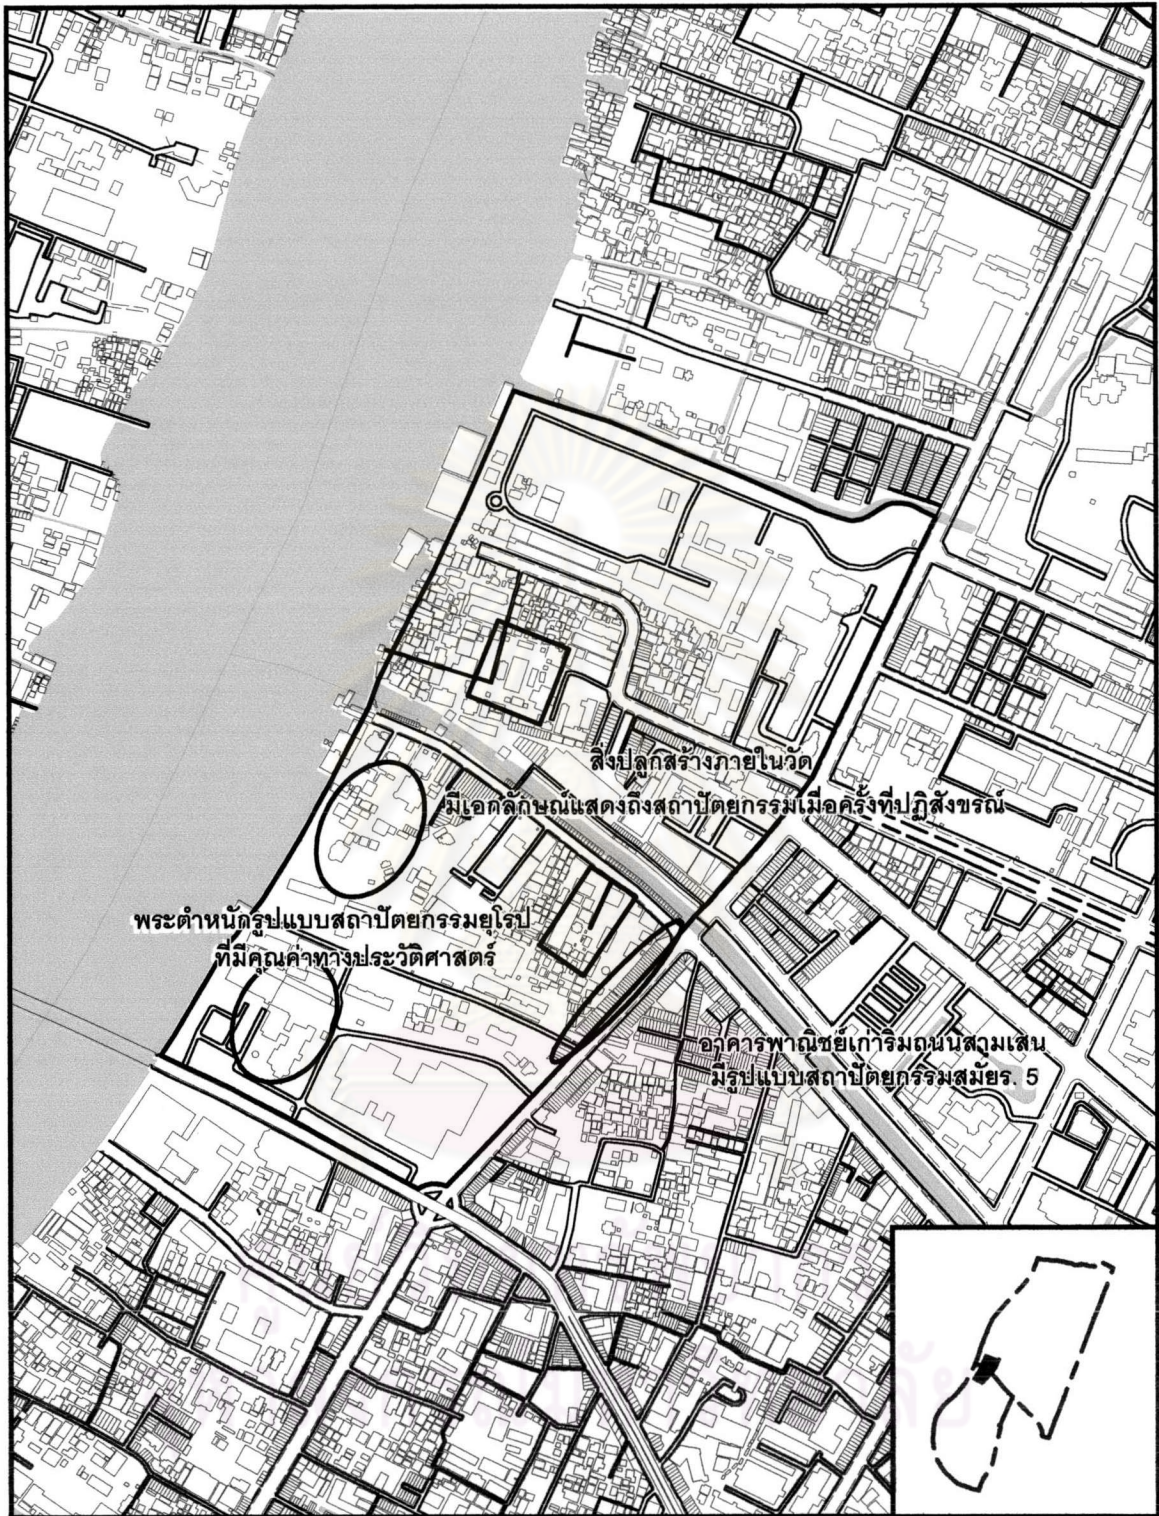 สิ่งปลูกสร้างภายในวัด
มีเอกลักษณ์แสดงถึงสถาปัตยกรรมเมื่อครั้งที่ปฏิสังขรณ์
พระตำหนักรูปแบบสถาปัตยกรรมยุโรป
ที่มีคุณค่าทางประวัติศาสตร์
อาคารพาณิชย์เก่าริมถนนสามเสน
มีรูปแบบสถาปัตยกรรมสมัยร. 5